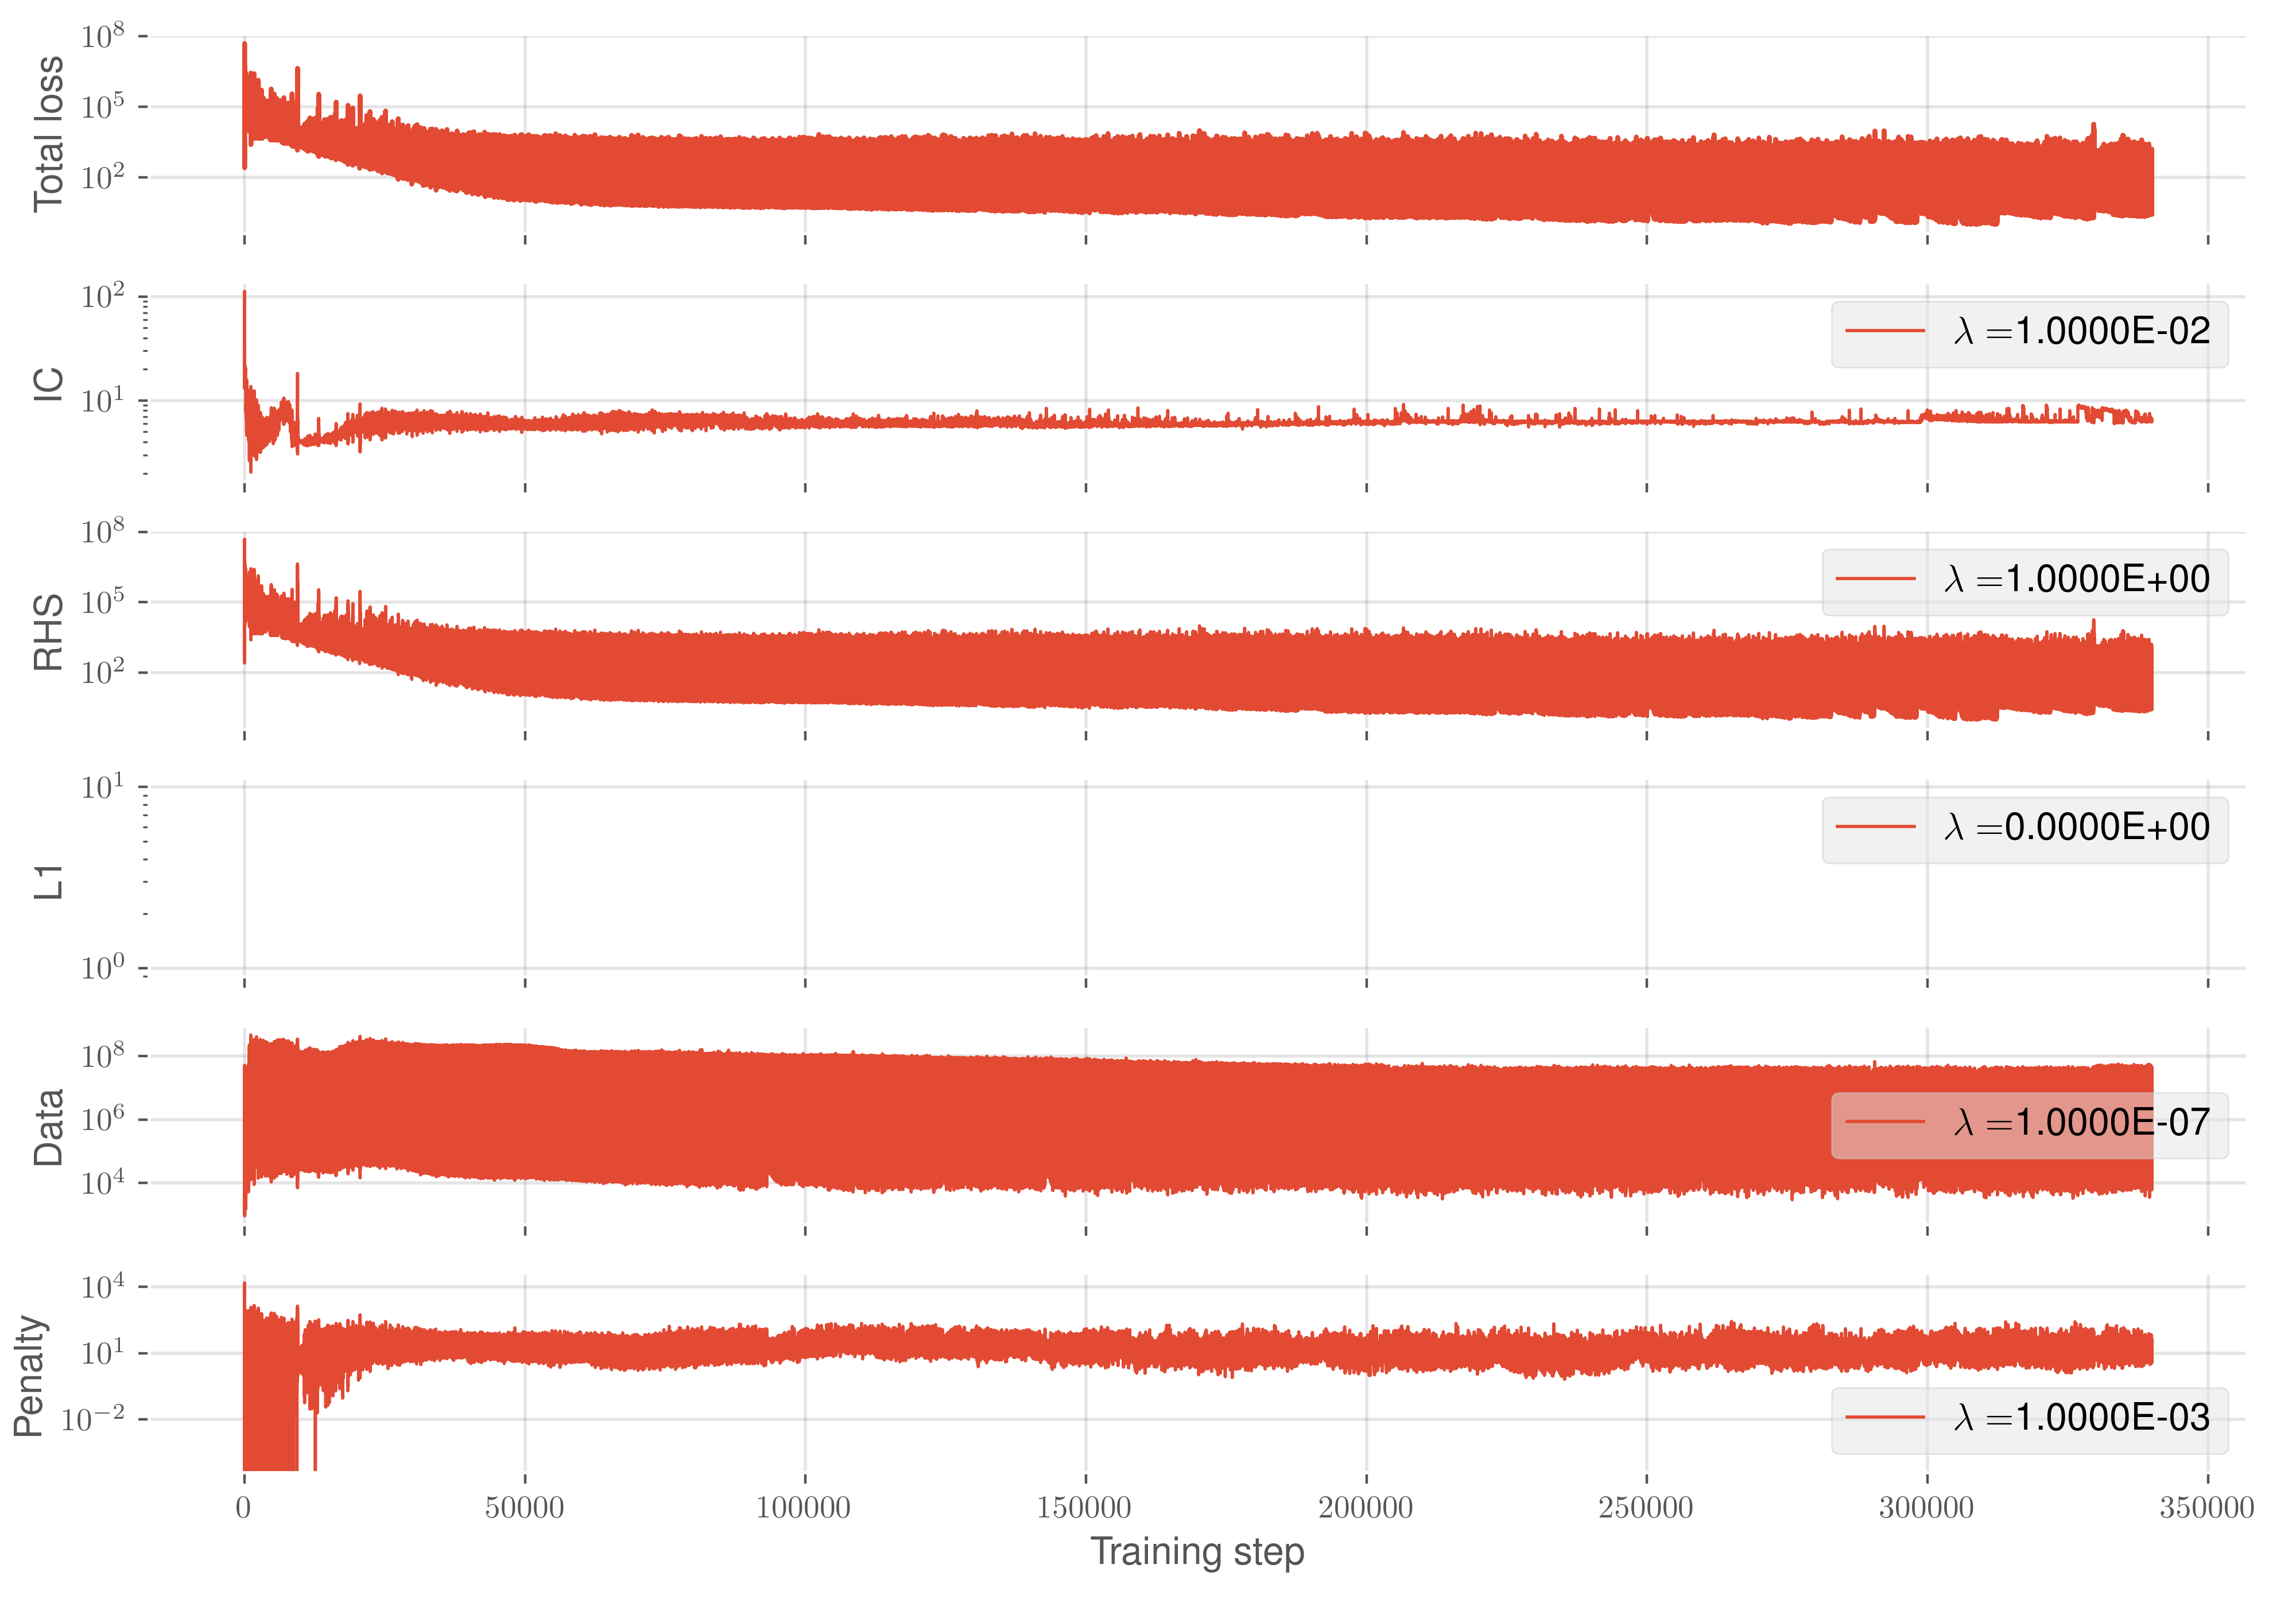 Total loss
10^8
10^5
10^2
IC
10^2
10^1
λ =1.0000E-02
RHS
10^8
10^5
10^2
λ =1.0000E+00
L1
10^1
10^0
λ =0.0000E+00
Data
10^8
10^6
10^4
λ =1.0000E-07
Penalty
10^4
10^1
10^−2
λ =1.0000E-03
0 50000 100000 150000 200000 250000 300000 350000
Training step